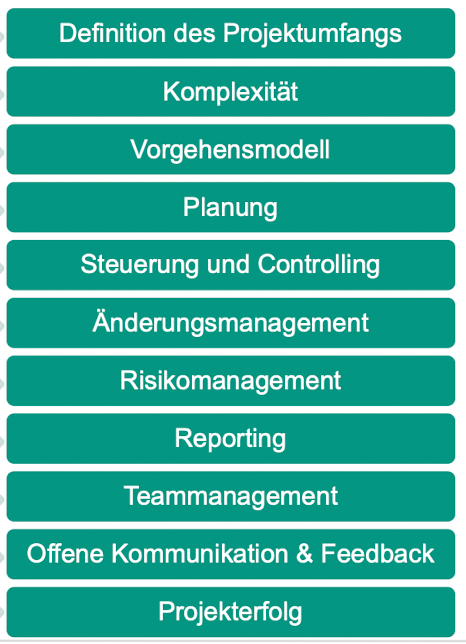 Definition des Projektumfangs
Komplexität
Vorgehensmodell
Planung
Steuerung und Controlling
Änderungsmanagement
Risikomanagement
Reporting
Teammanagement
Offene Kommunikation & Feedback
Projekterfolg